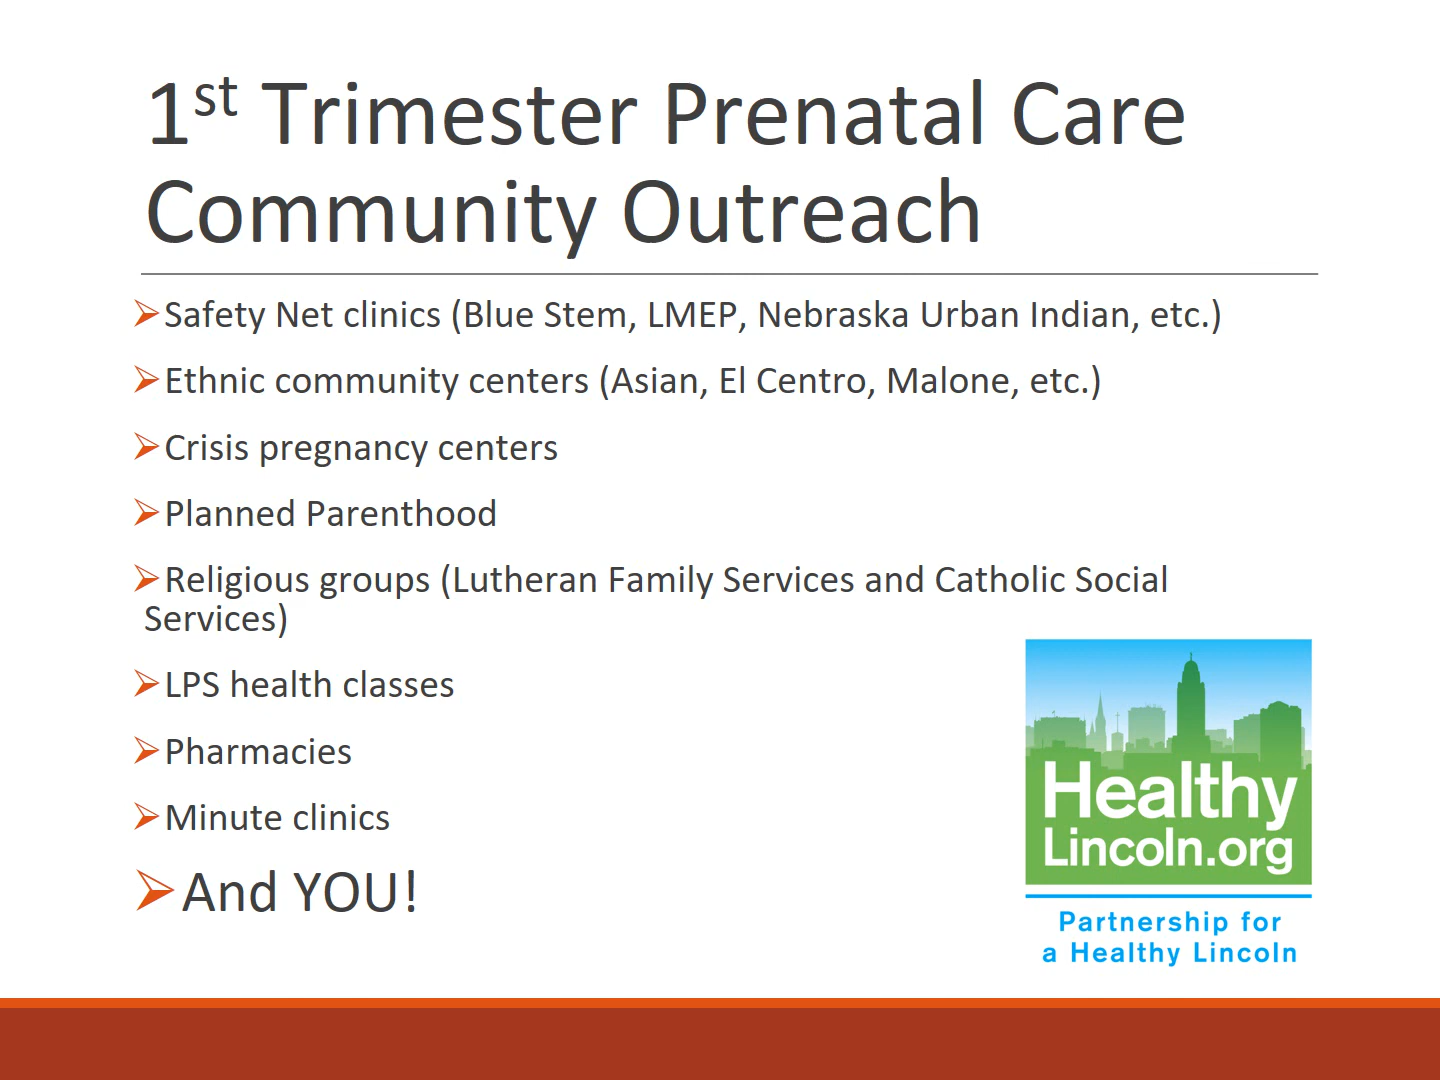 1st Trimester Prenatal Care
Community Outreach
➢Safety Net clinics (Blue Stem, LMEP, Nebraska Urban Indian, etc.)
➢Ethnic community centers (Asian, El Centro, Malone, etc.)
➢Crisis pregnancy centers
➢Planned Parenthood
➢Religious groups (Lutheran Family Services and Catholic Social
Services)
➢LPS health classes
➢Pharmacies
➢Minute clinics
➢And YOU!
Healthy
Lincoln.org
Partnership for
a Healthy Lincoln